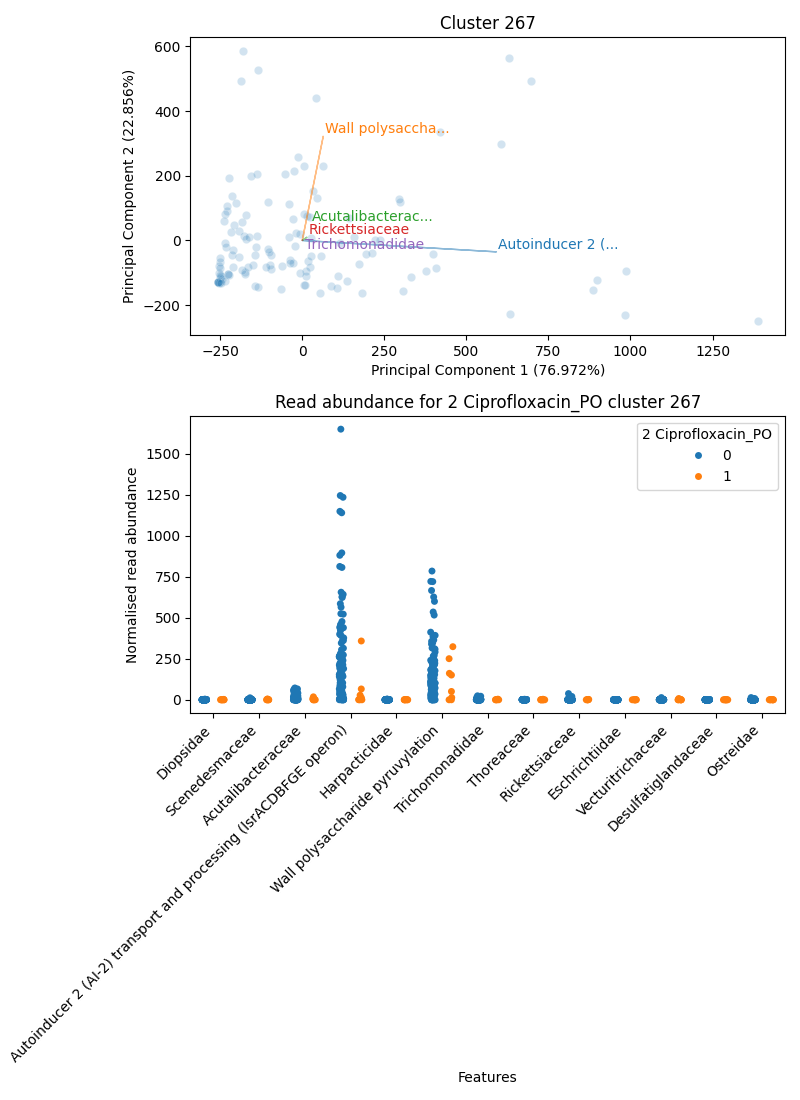 Cluster 267
600
400
200
0
−200
Principal Component 2 (22.856%)
Wall polysaccha...
Acutalibacterac...
Rickettsiaceae
Trichomonadidae
Autoinducer 2 (...
−250
0
250
500
750
1000
1250
Principal Component 1 (76.972%)
Read abundance for 2 Ciprofloxacin_PO cluster 267
2 Ciprofloxacin_PO
0
1
1500
1250
1000
750
500
250
0
Normalised read abundance
Diopsidae
Scenedesmaceae
Acutalibacteraceae
Autoinducer 2 (AI-2) transport and processing (lsrACDBFGE operon)
Harpacticidae
Wall polysaccharide pyruvylation
Trichomonadidae
Thoreaceae
Rickettsiaceae
Eschrichtiidae
Vecturitrichaceae
Desulfatiglandaceae
Ostreidae
Features